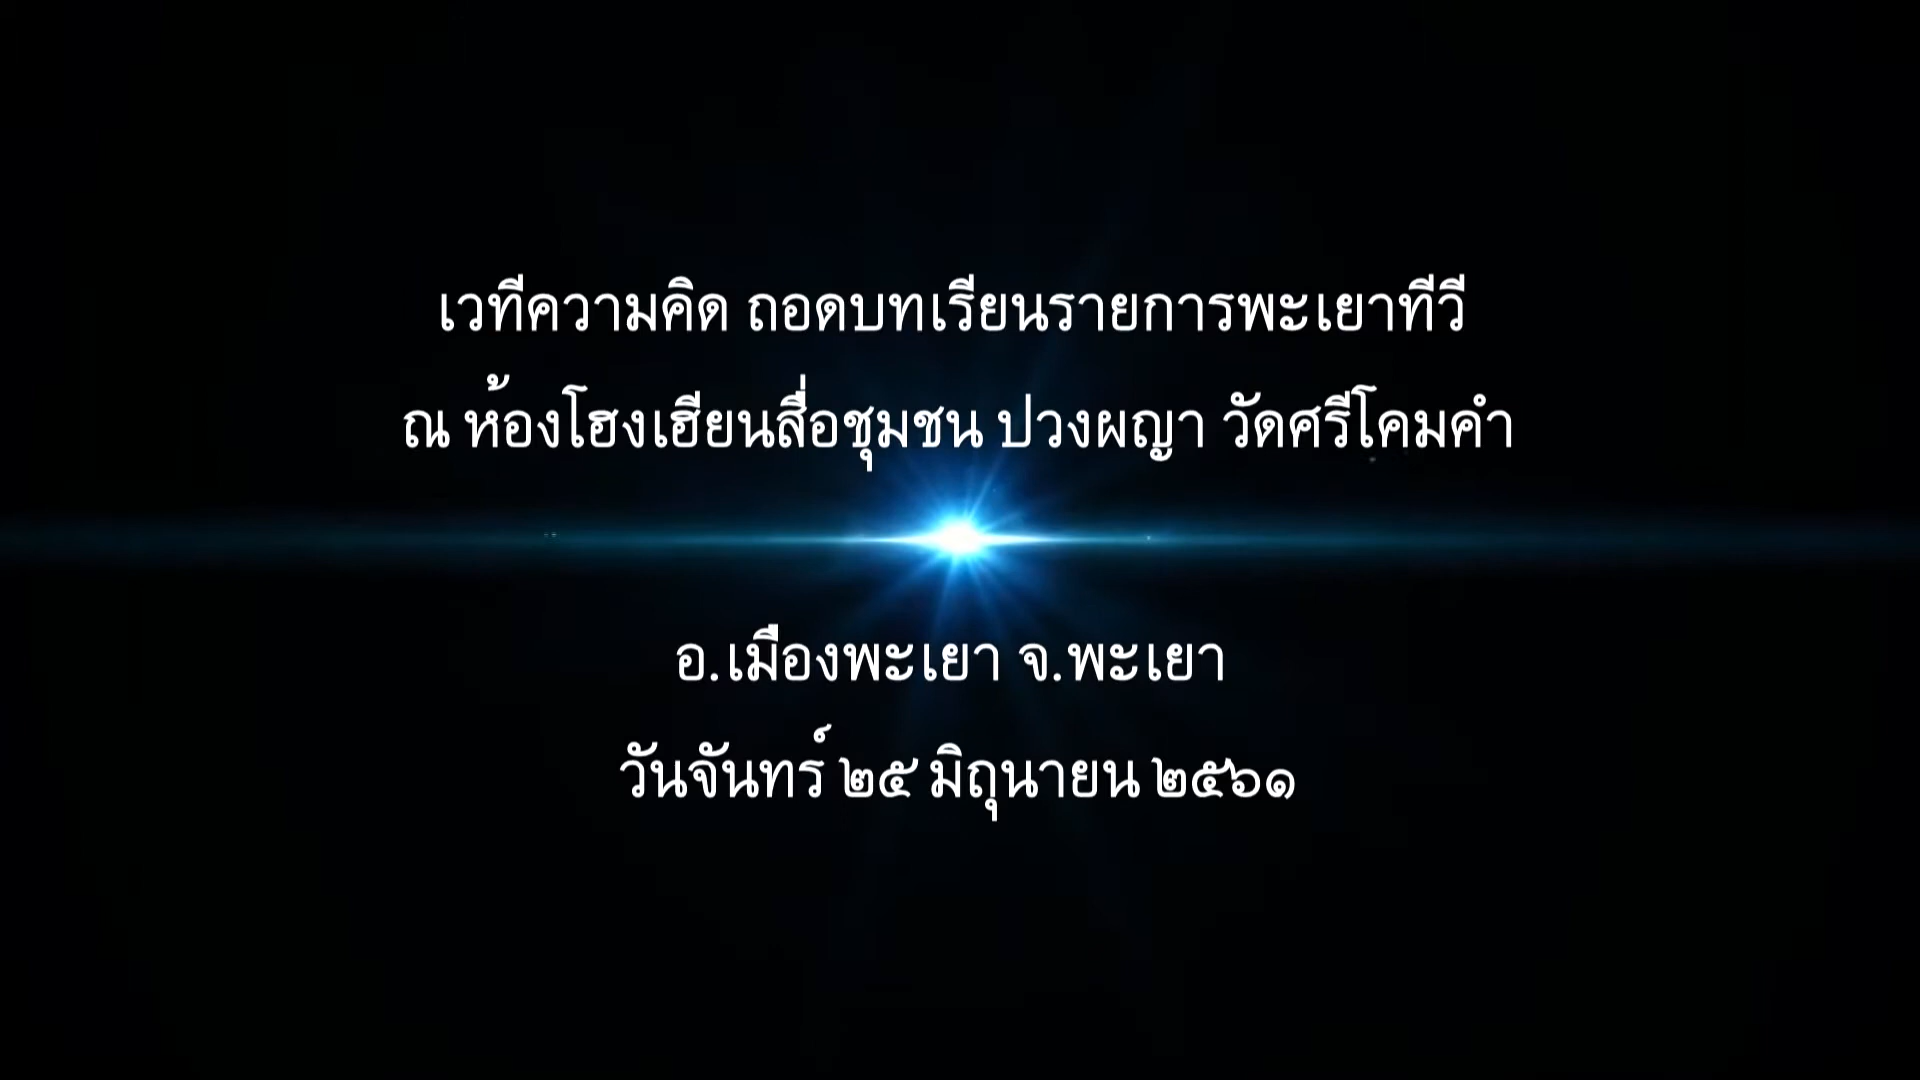 เวทีความคิด ถอดบทเรียนรายการพะเยาทีวี
ณ ห้องโฮงเฮียนสื่อชุมชน ปวงผญา วัดศรีโคมคำ
อ.เมืองพะเยา จ.พะเยา
วันจันทร์ ๒๕ มิถุนายน ๒๕๖๑